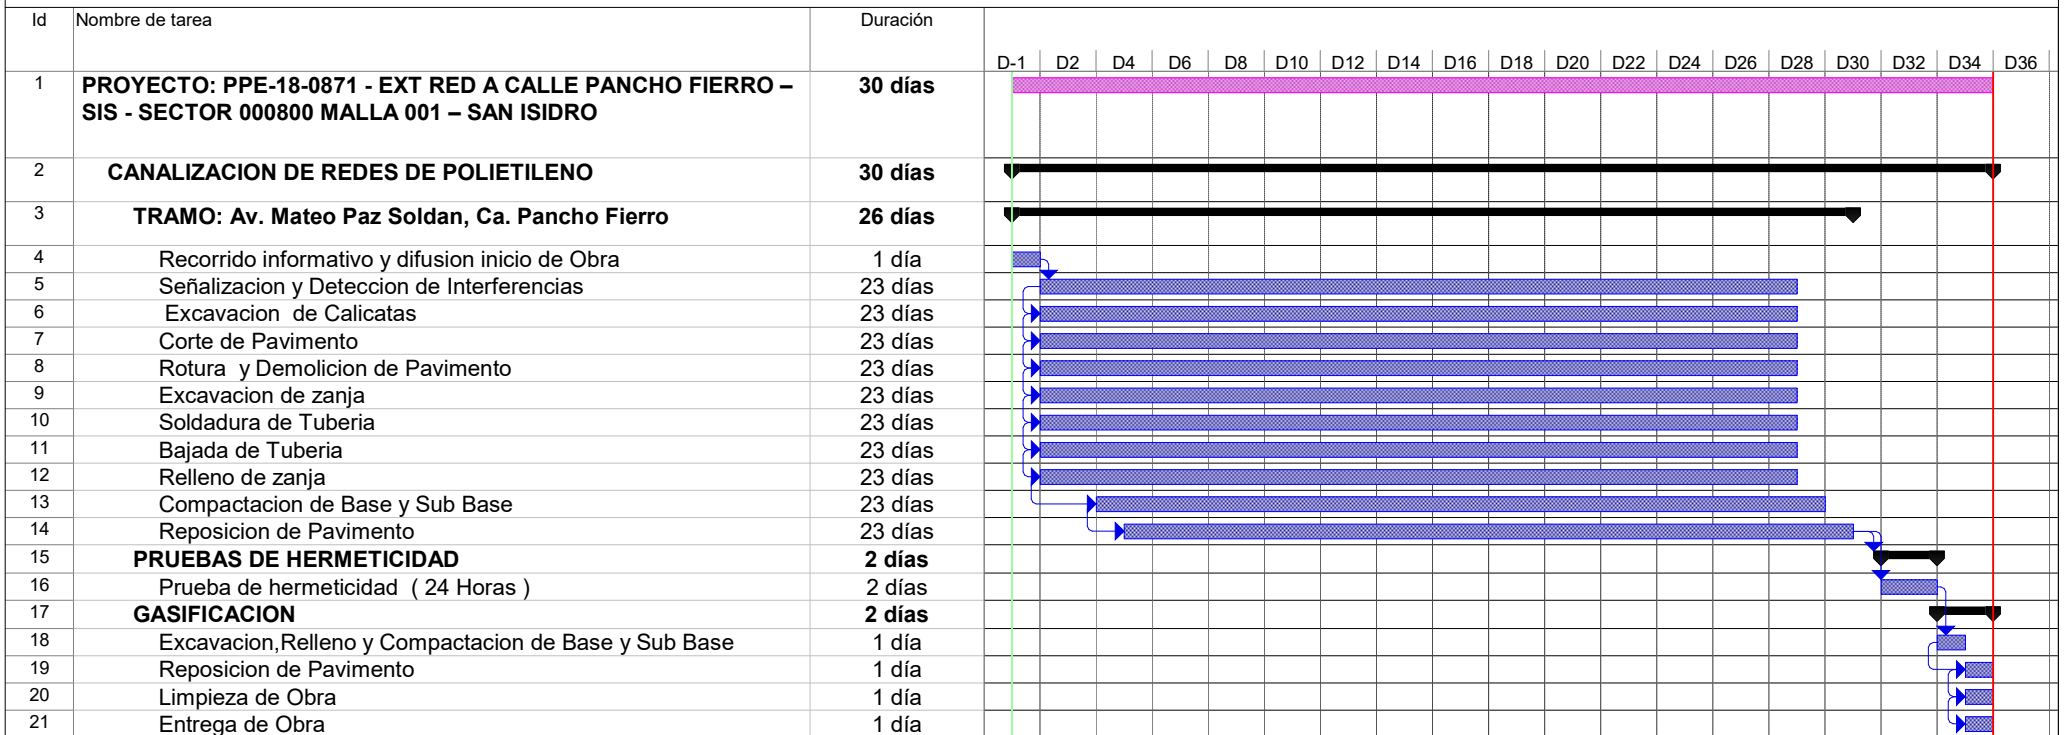 Id Nombre de tarea Duración
D-1 D2 D4 D6 D8 D10 D12 D14 D16 D18 D20 D22 D24 D26 D28 D30 D32 D34 D36
1 PROYECTO: PPE-18-0871 - EXT RED A CALLE PANCHO FIERRO – 30 días
SIS - SECTOR 000800 MALLA 001 – SAN ISIDRO
2 CANALIZACION DE REDES DE POLIETILENO 30 días
3 TRAMO: Av. Mateo Paz Soldan, Ca. Pancho Fierro 26 días
4 Recorrido informativo y difusion inicio de Obra 1 día
5 Señalizacion y Deteccion de Interferencias 23 días
6 Excavacion de Calicatas 23 días
7 Corte de Pavimento 23 días
8 Rotura y Demolicion de Pavimento 23 días
9 Excavacion de zanja 23 días
10 Soldadura de Tuberia 23 días
11 Bajada de Tuberia 23 días
12 Relleno de zanja 23 días
13 Compactacion de Base y Sub Base 23 días
14 Reposicion de Pavimento 23 días
15 PRUEBAS DE HERMETICIDAD 2 días
16 Prueba de hermeticidad ( 24 Horas ) 2 días
17 GASIFICACION 2 días
18 Excavacion,Relleno y Compactacion de Base y Sub Base 1 día
19 Reposicion de Pavimento 1 día
20 Limpieza de Obra 1 día
21 Entrega de Obra 1 día